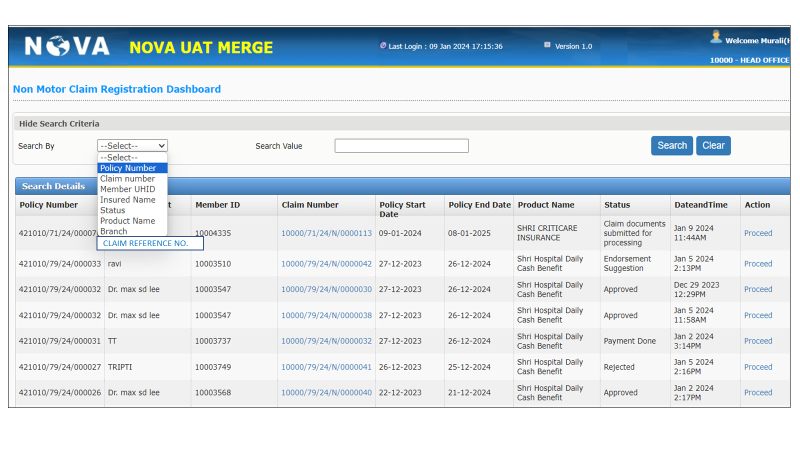 NOVA NOVA UAT MERGE Last Login : 09 Jan 2024 17:15:36 Version 1.0 Welcome Murali(
10000 - HEAD OFFICE
Non Motor Claim Registration Dashboard
Hide Search Criteria
Search By --Select-- Search Value Search Clear
--Select--
Policy Number
Claim number
Member UHID
Insured Name
Status
Product Name
Branch
CLAIM REFERENCE NO.
Search Details
Policy Number Member ID Claim Number Policy Start Date Policy End Date Product Name Status DateandTime Action
421010/71/24/0000 10004335 10000/71/24/N/0000113 09-01-2024 08-01-2025 SHRI CRITICARE INSURANCE Claim documents submitted for processing Jan 9 2024 11:44AM Proceed
421010/79/24/000033 ravi 10003510 10000/79/24/N/0000042 27-12-2023 26-12-2024 Shri Hospital Daily Cash Benefit Endorsement Suggestion Jan 5 2024 2:13PM Proceed
421010/79/24/000032 Dr. max sd lee 10003547 10000/79/24/N/0000030 27-12-2023 26-12-2024 Shri Hospital Daily Cash Benefit Approved Dec 29 2023 12:29PM Proceed
421010/79/24/000032 Dr. max sd lee 10003547 10000/79/24/N/0000038 27-12-2023 26-12-2024 Shri Hospital Daily Cash Benefit Approved Jan 5 2024 11:58AM Proceed
421010/79/24/000031 TT 10003737 10000/79/24/N/0000032 27-12-2023 26-12-2024 Shri Hospital Daily Cash Benefit Payment Done Jan 2 2024 3:14PM Proceed
421010/79/24/000027 TRIPTI 10003749 10000/79/24/N/0000041 26-12-2023 25-12-2024 Shri Hospital Daily Cash Benefit Rejected Jan 5 2024 2:16PM Proceed
421010/79/24/000026 Dr. max sd lee 10003568 10000/79/24/N/0000040 22-12-2023 21-12-2024 Shri Hospital Daily Cash Benefit Approved Jan 2 2024 2:17PM Proceed